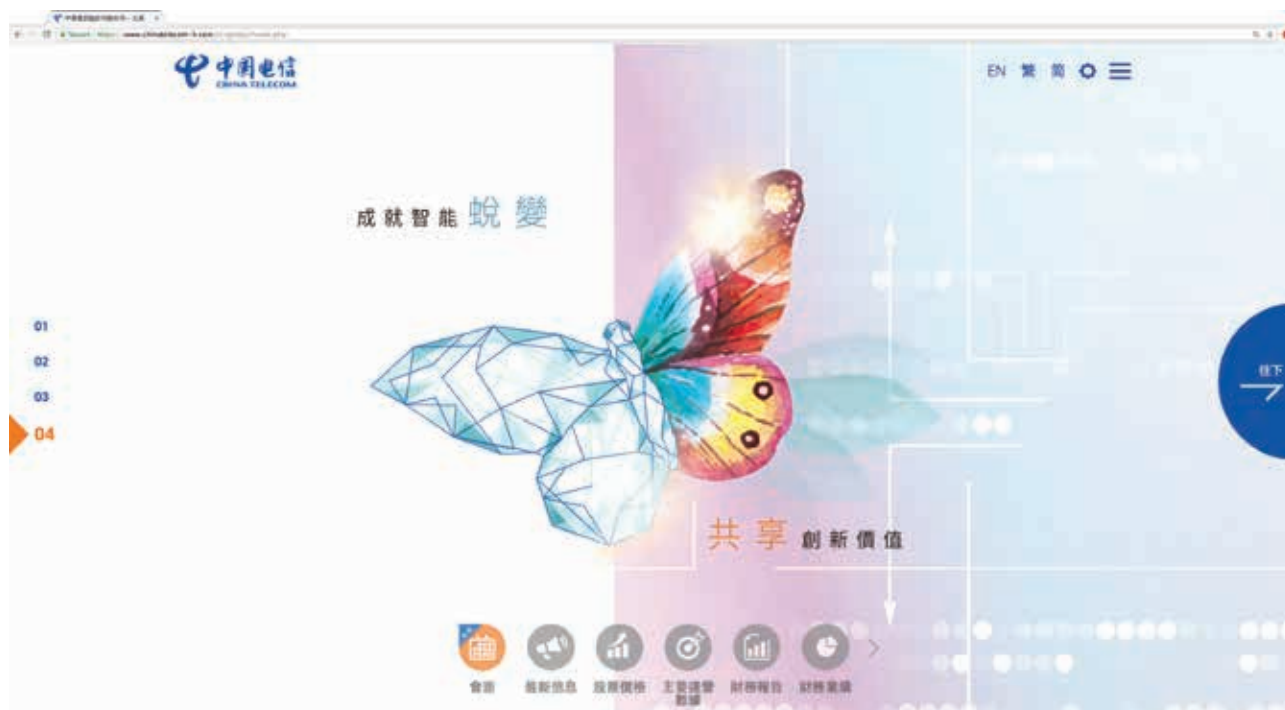 中国电信
CHINA TELECOM
EN 繁 简
成就智能 蛻變
01
02
03
04
往下
共享 創新價值
最新信息
股票價格
主要運營
數據
財務報告
財務業績